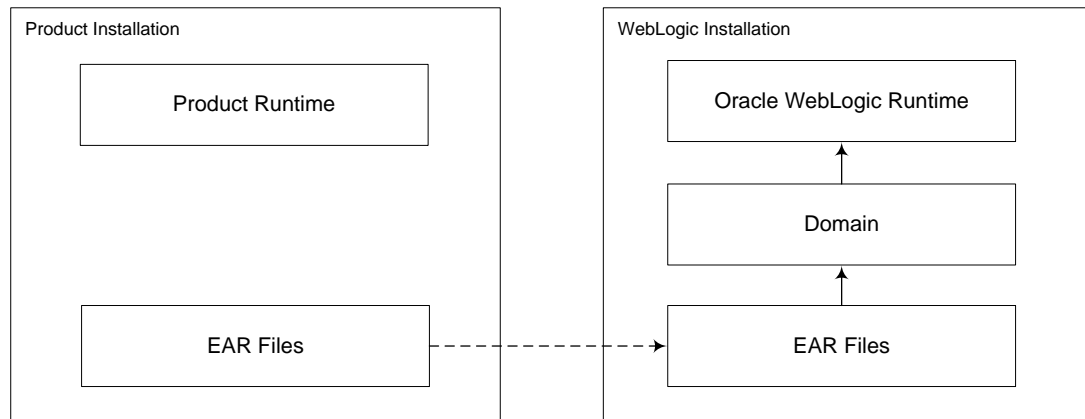 Product Installation
Product Runtime
EAR Files
WebLogic Installation
Oracle WebLogic Runtime
Domain
EAR Files